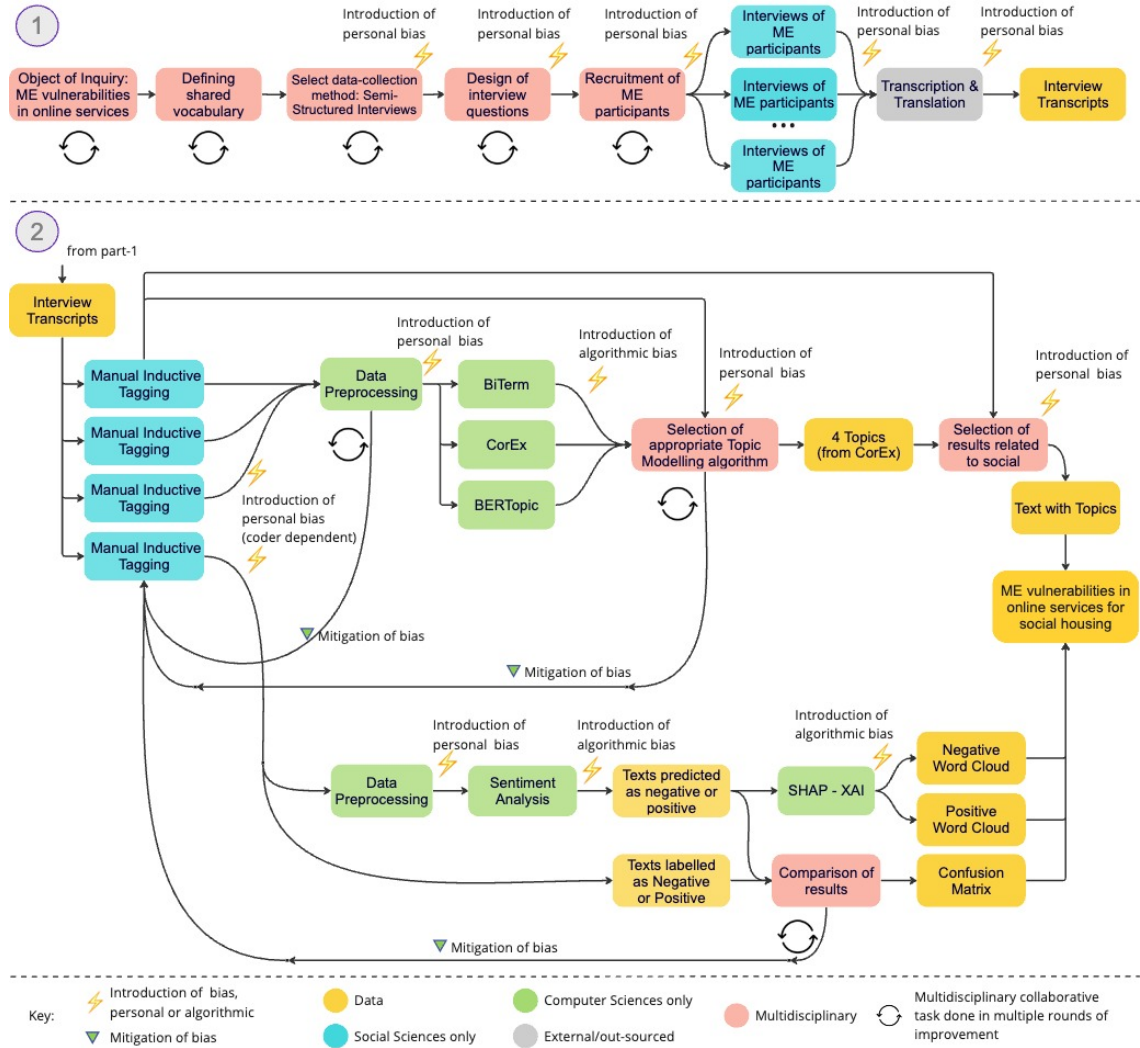 1
Introduction of
personal bias
Introduction of
personal bias
Introduction of
personal bias
Introduction of
personal bias
Introduction of
personal bias
Object of Inquiry:
ME vulnerabilities
in online services
Defining
shared
vocabulary
Select data-collection
method: Semi-
Structured Interviews
Design of
interview
questions
Recruitment of
ME participants
Interviews of
ME
participants
Interviews of
ME participants
...
Interviews of
ME
participants
Transcription &
Translation
Interview
Transcripts
2
from part-1
Interview
Transcripts
Manual Inductive
Tagging
Manual Inductive
Tagging
Manual Inductive
Tagging
Manual Inductive
Tagging
Introduction of
personal bias
(coder dependent)
Data
Preprocessing
Introduction of
personal bias
BiTerm
CorEx
BERTopic
Introduction of
algorithmic bias
Introduction of
personal bias
Selection of
appropriate Topic
Modelling algorithm
4 Topics
(from CorEx)
Introduction of
personal bias
Selection of
results related
to social
Text with Topics
ME vulnerabilities in
online services for
social housing
Mitigation of bias
Mitigation of bias
Introduction of
personal bias
Introduction of
algorithmic bias
Introduction of
algorithmic bias
Data
Preprocessing
Sentiment
Analysis
Texts predicted
as negative or
positive
SHAP - XAI
Negative
Word Cloud
Positive
Word Cloud
Texts labelled
as Negative
or Positive
Comparison of
results
Confusion
Matrix
Mitigation of bias
Key:
Introduction of bias,
personal or algorithmic
Mitigation of bias
Data
Social Sciences only
Computer Sciences only
External/out-sourced
Multidisciplinary
Multidisciplinary collaborative
task done in multiple rounds of
improvement